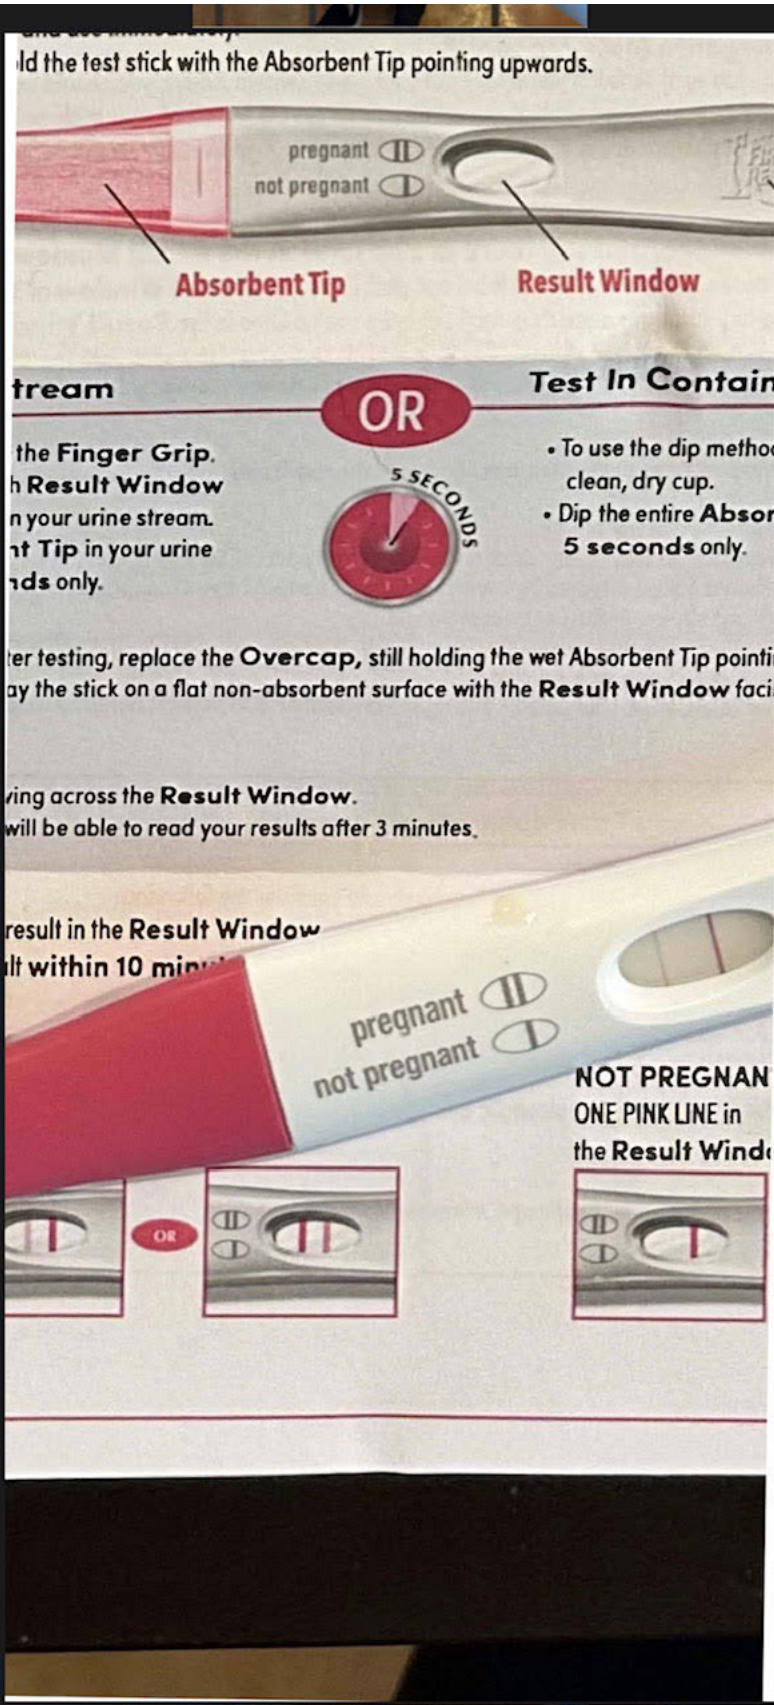 ld the test stick with the Absorbent Tip pointing upwards.
pregnant
not pregnant
Absorbent Tip
Result Window
tream
OR
Test In Contain
the Finger Grip.
h Result Window
n your urine stream.
nt Tip in your urine
nds only.
5 SECONDS
• To use the dip metho
clean, dry cup.
• Dip the entire Absor
5 seconds only.
ter testing, replace the Overcap, still holding the wet Absorbent Tip pointi
ay the stick on a flat non-absorbent surface with the Result Window faci
ving across the Result Window.
will be able to read your results after 3 minutes.
result in the Result Window
lt within 10
pregnant
not pregnant
NOT PREGNAN
ONE PINK LINE in
the Result Wind
OR